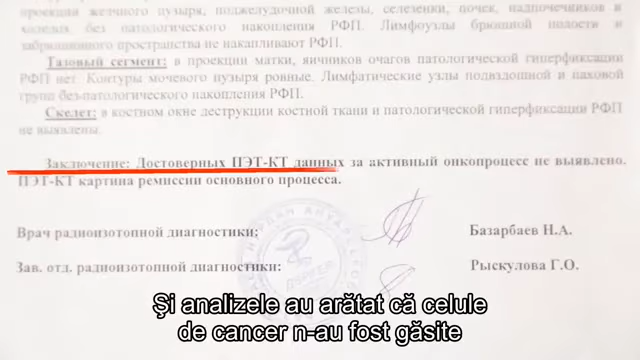 проекции желчного пузыря, поджелудочной железы, селезенки, почек, надпочечников и
без патологического накопления РФП. Лимфоузлы брюшной полости и
забрюшинного пространства не накапливают РФП.
Тазовый сегмент: в проекции матки, яичников очагов патологической гиперфиксации
РФП нет. Контуры мочевого пузыря ровные. Лимфатические узлы подвздошной и паховой
групп без патологического накопления РФП.
Скелет: в костном окне деструкции костной ткани и патологической гиперфиксации РФП
не выявлены.
Заключение: Достоверных ПЭТ-КТ данных за активный онкопроцесс не выявлено.
ПЭТ-КТ картина ремиссии основного процесса.
Врач радиоизотопной диагностики: Базарбаев Н.А.
Зав. отд. радиоизотопной диагностики: Рыскулова Г.О.
Și analizele au arătat că celule
de cancer n-au fost găsite